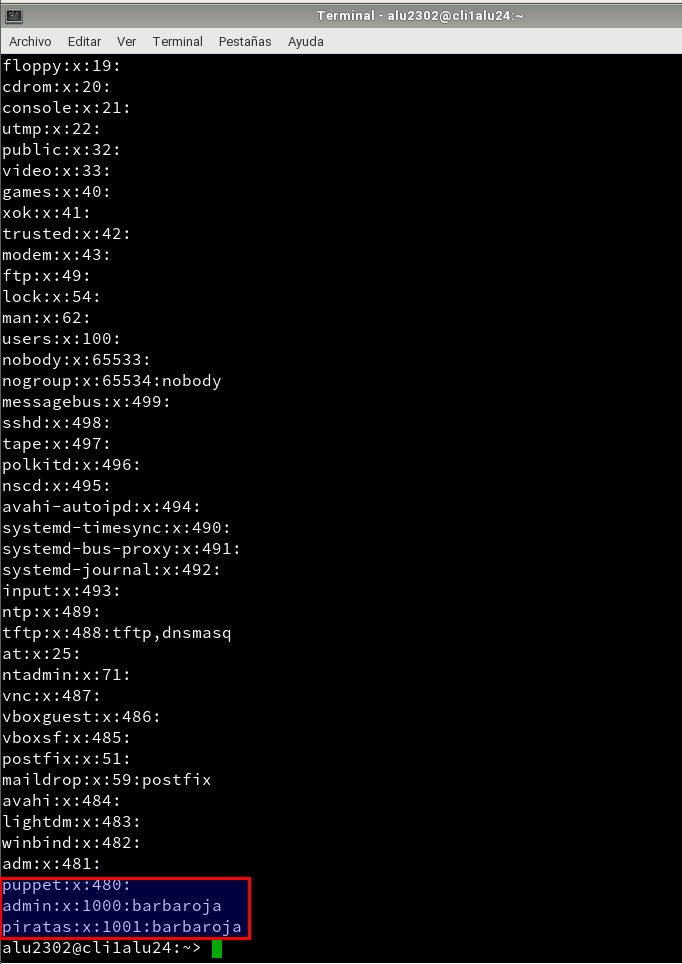 Terminal - alu2302@cli1alu24:~
Archivo Editar Ver Terminal Pestañas Ayuda
floppy:x:19:
cdrom:x:20:
console:x:21:
utmp:x:22:
public:x:32:
video:x:33:
games:x:40:
xok:x:41:
trusted:x:42:
modem:x:43:
ftp:x:49:
lock:x:54:
man:x:62:
users:x:100:
nobody:x:65533:
nogroup:x:65534:nobody
messagebus:x:499:
sshd:x:498:
tape:x:497:
polkitd:x:496:
nscd:x:495:
avahi-autoipd:x:494:
systemd-timesync:x:490:
systemd-bus-proxy:x:491:
systemd-journal:x:492:
input:x:493:
ntp:x:489:
tftp:x:488:tftp,dnsmasq
at:x:25:
ntadmin:x:71:
vnc:x:487:
vboxguest:x:486:
vboxsf:x:485:
postfix:x:51:
maildrop:x:59:postfix
avahi:x:484:
lightdm:x:483:
winbind:x:482:
adm:x:481:
puppet:x:480:
admin:x:1000:barbaroja
piratas:x:1001:barbaroja
alu2302@cli1alu24:~>